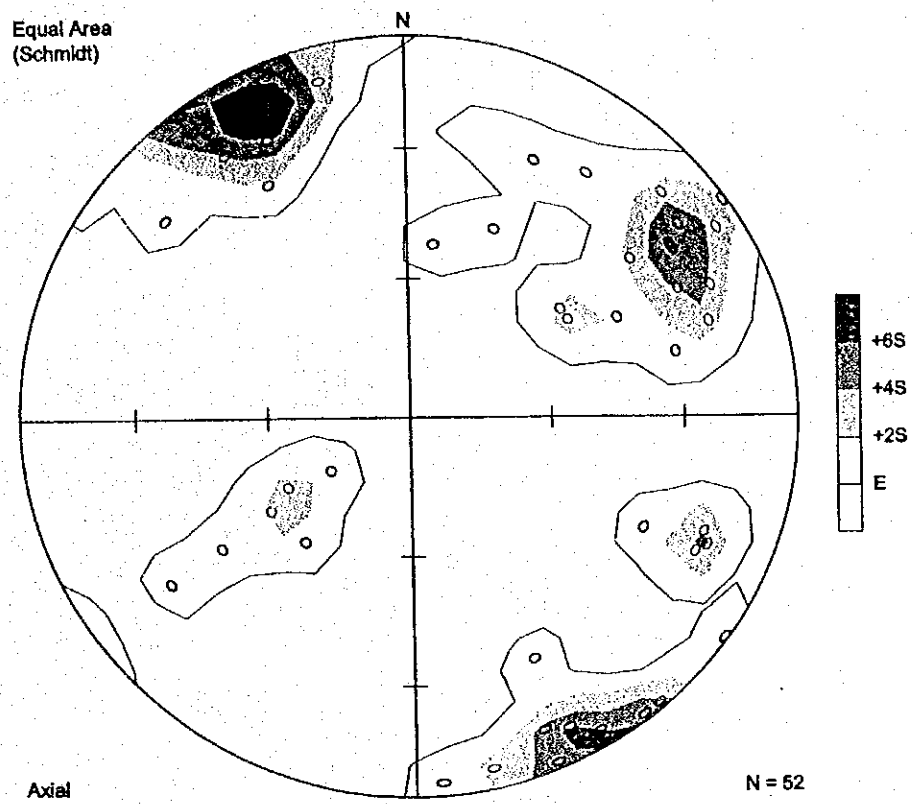 Equal Area
(Schmidt)
N
+6S
+4S
+2S
E
Axial
N = 52